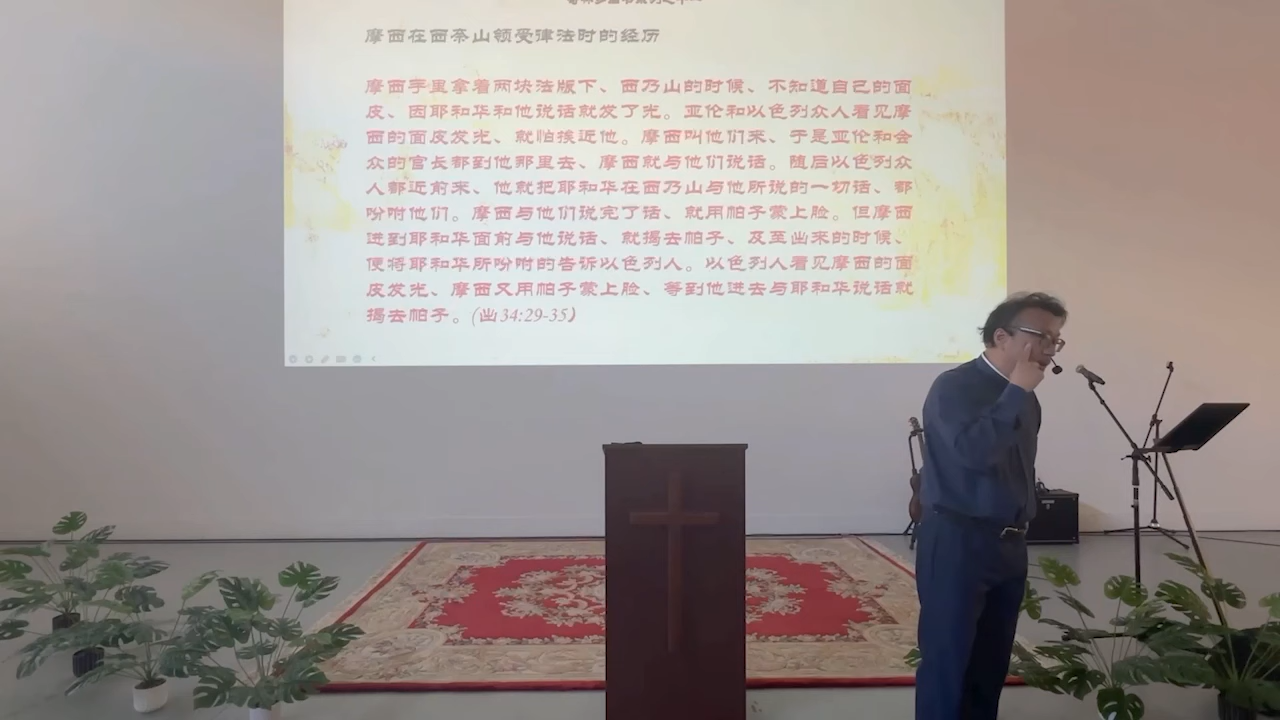 摩西在西奈山领受律法时的经历
摩西手里拿着两块法版下、西乃山的时候、不知道自己的面
皮、因耶和华和他说话就发了光。亚伦和以色列众人看见摩
西的面皮发光、就怕挨近他。摩西叫他们来、于是亚伦和会
众的官长都到他那里去、摩西就与他们说话。随后以色列众
人都近前来、他就把耶和华在西乃山与他所说的一切话、都
吩咐他们。摩西与他们说完了话、就用帕子蒙上脸。但摩西
进到耶和华面前与他说话、就揭去帕子、及至出来的时候、
便将耶和华所吩咐的告诉以色列人。以色列人看见摩西的面
皮发光、摩西又用帕子蒙上脸、等到他进去与耶和华说话就
揭去帕子。(出 34:29-35)